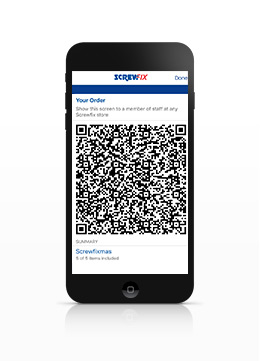 SCREWFIX
Done
Your Order
Show this screen to a member of staff at any
Screwfix store
SUMMARY
Screwfixmas
5 of 5 items included